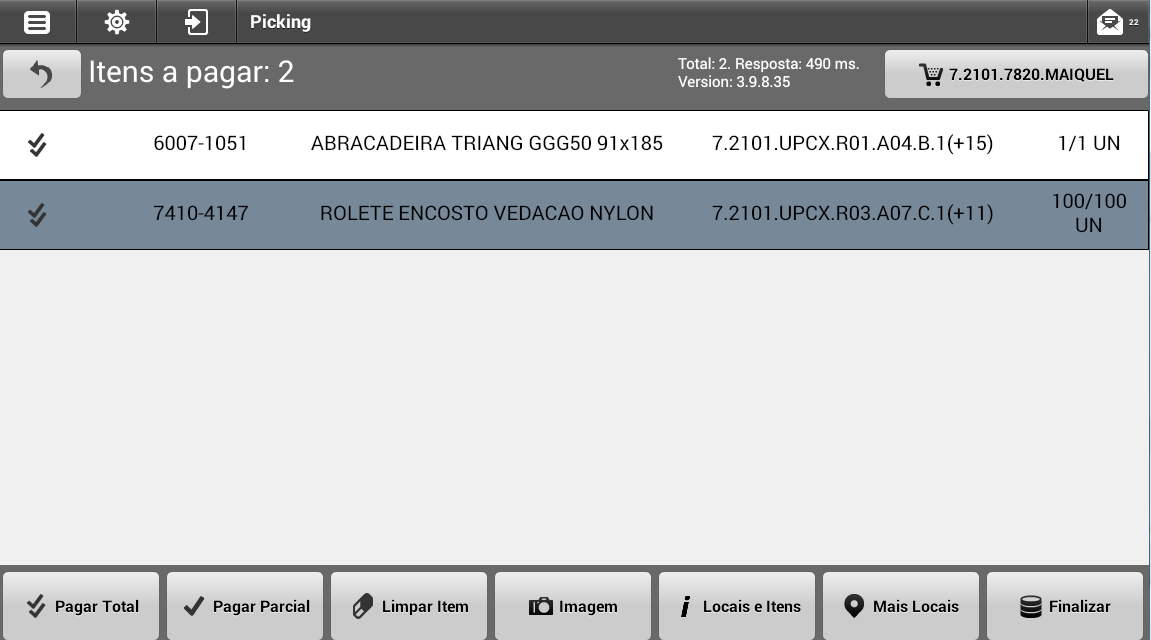 Picking
22
Itens a pagar: 2
Total: 2. Resposta: 490 ms.
Version: 3.9.8.35
7.2101.7820.MAIQUEL
6007-1051 ABRACADEIRA TRIANG GGG50 91x185 7.2101.UPCX.R01.A04.B.1(+15) 1/1 UN
7410-4147 ROLETE ENCOSTO VEDACAO NYLON 7.2101.UPCX.R03.A07.C.1(+11) 100/100
UN
Pagar Total Pagar Parcial Limpar Item Imagem Locais e Itens Mais Locais Finalizar